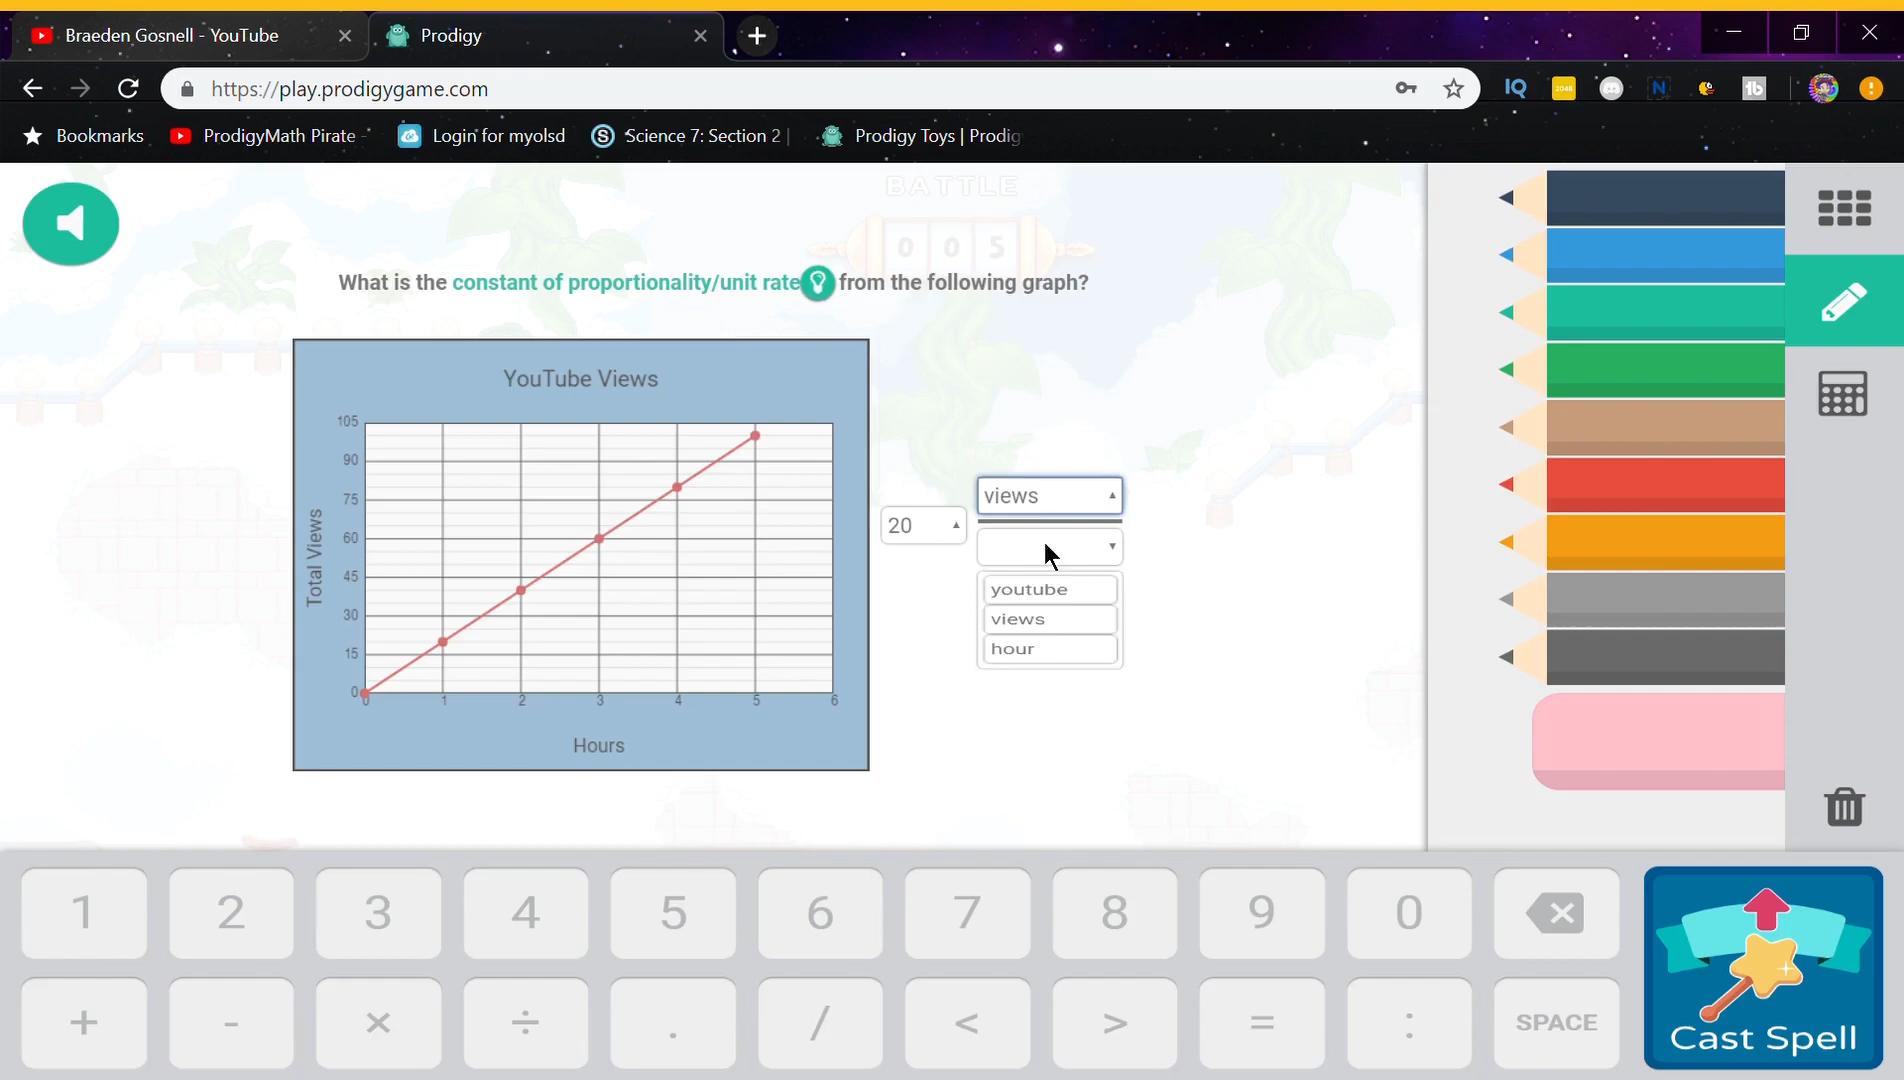 Braeden Gosnell - YouTube
Prodigy
https://play.prodigygame.com
IQ
2048
N
tb
Bookmarks
ProdigyMath Pirate -
Login for myolsd
Science 7: Section 2 |
Prodigy Toys | Prodig
BATTLE
0 0 5
What is the constant of proportionality/unit rate from the following graph?
YouTube Views
105
90
75
60
45
30
15
0
Total Views
0 1 2 3 4 5 6
Hours
20
views
youtube
views
hour
1 2 3 4 5 6 7 8 9 0
+ - × ÷ . / < > = : SPACE
Cast Spell